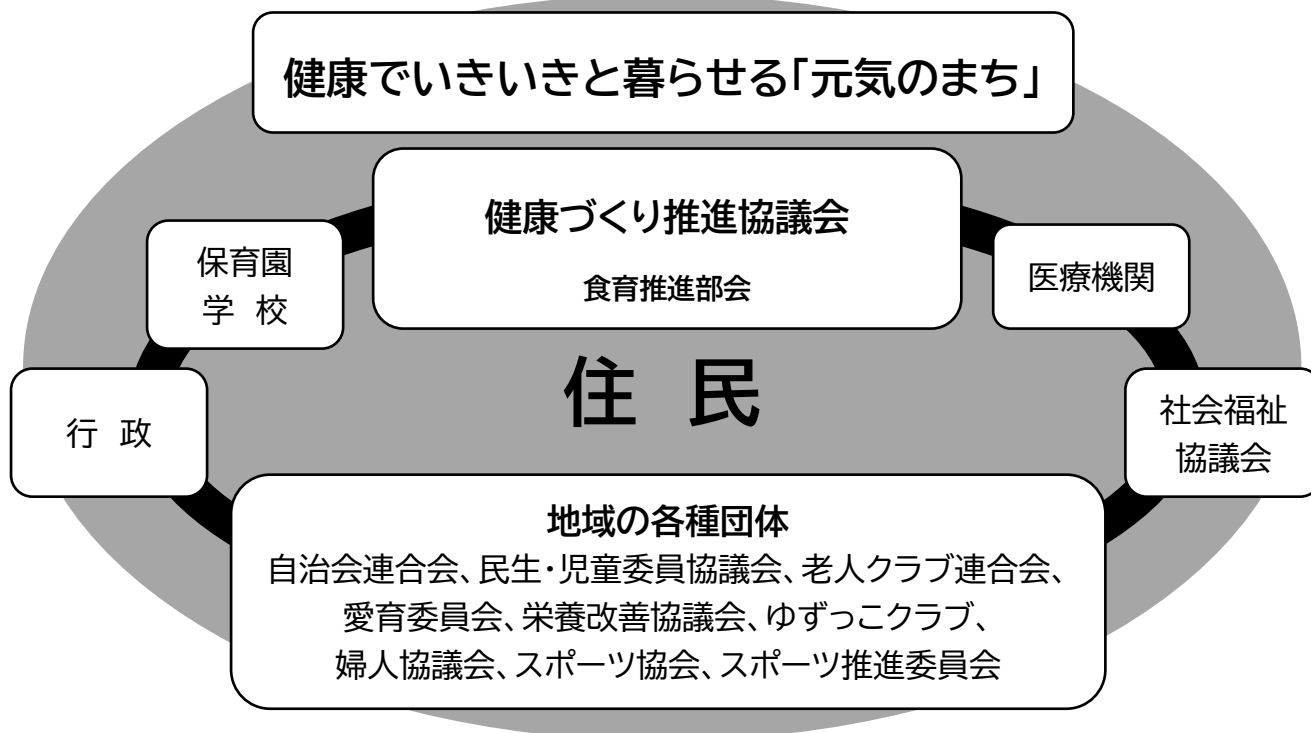 健康でいきいきと暮らせる「元気のまち」
健康づくり推進協議会
食育推進部会
保育園
学 校
医療機関
住 民
行 政
社会福祉
協議会
地域の各種団体
自治会連合会、民生・児童委員協議会、老人クラブ連合会、
愛育委員会、栄養改善協議会、ゆずっこクラブ、
婦人協議会、スポーツ協会、スポーツ推進委員会